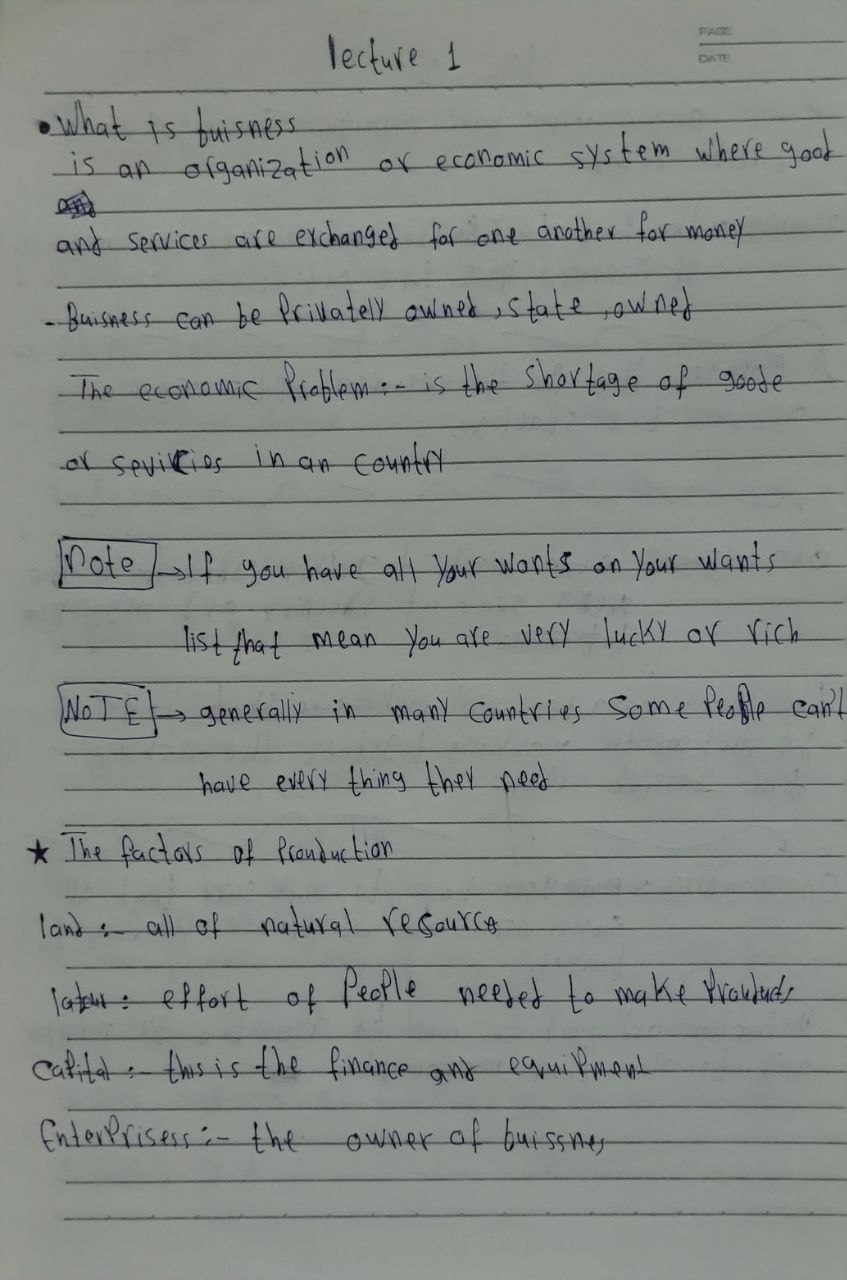 PAGE
DATE
lecture 1
• What is buisness
is an organization or economic system where good
and services are exchanged for one another for money
- Buisness can be Privately owned, state, owned
The economic Problem :- is the shortage of goode
or sevicies in an country
Note → If you have all your wants on your wants
list that mean you are very lucky or rich
NOTE → generally in many countries some People can't
have every thing they need
★ The factors of Prouduction
land :- all of natural resource
labour : effort of People needed to make Prouducts
Capital :- this is the finance and equipment
Enterprisess :- the owner of buissnes